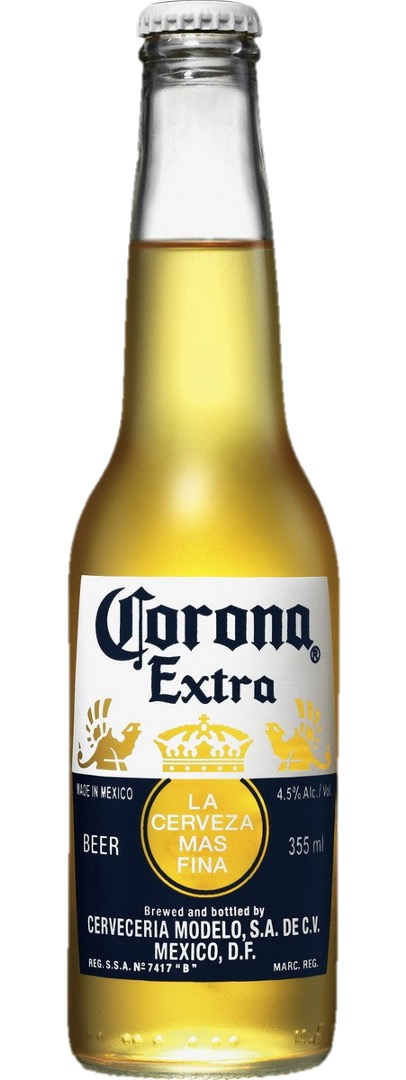 Corona®
Extra
MADE IN MEXICO
4.5% Alc./Vol.
LA
CERVEZA
MAS
FINA
BEER
355 ml
Brewed and bottled by
CERVECERIA MODELO, S.A. DE C.V.
MEXICO, D.F.
REG. S.S.A. Nº 7417 "B"
MARC. REG.